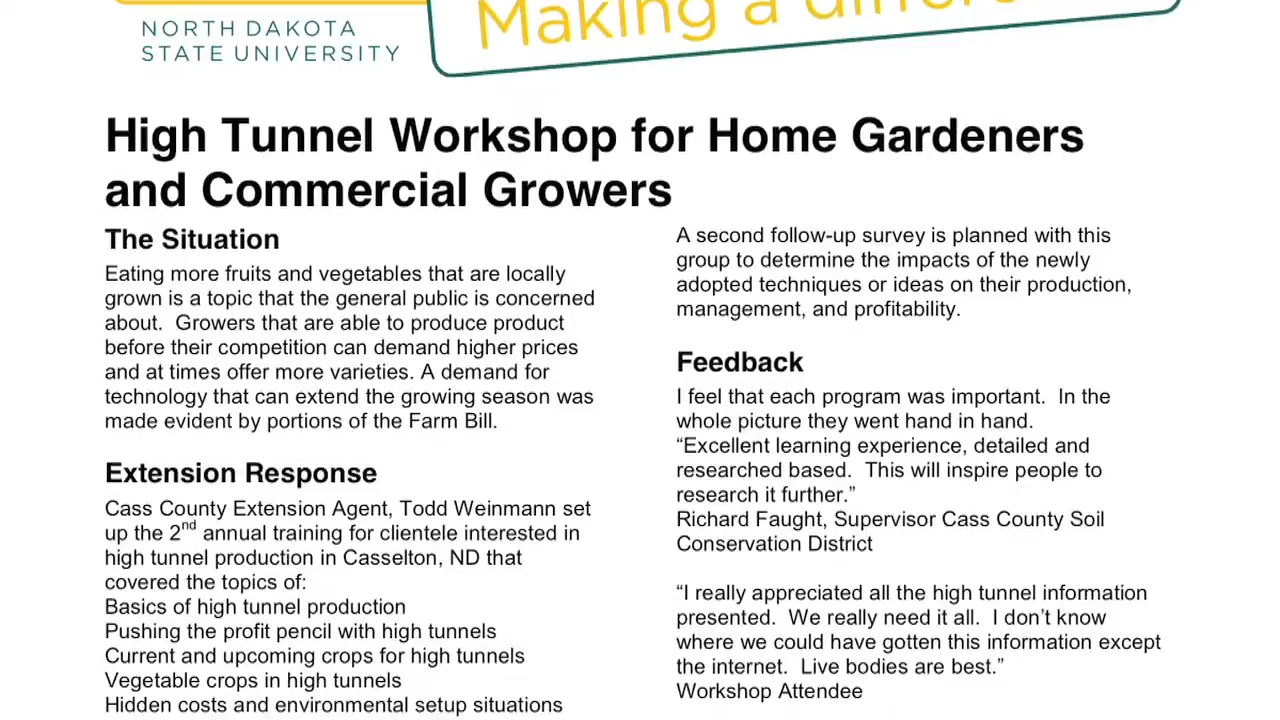 NORTH DAKOTA
STATE UNIVERSITY
Making a
High Tunnel Workshop for Home Gardeners
and Commercial Growers
The Situation
Eating more fruits and vegetables that are locally
grown is a topic that the general public is concerned
about.  Growers that are able to produce product
before their competition can demand higher prices
and at times offer more varieties. A demand for
technology that can extend the growing season was
made evident by portions of the Farm Bill.
Extension Response
Cass County Extension Agent, Todd Weinmann set
up the 2nd annual training for clientele interested in
high tunnel production in Casselton, ND that
covered the topics of:
Basics of high tunnel production
Pushing the profit pencil with high tunnels
Current and upcoming crops for high tunnels
Vegetable crops in high tunnels
Hidden costs and environmental setup situations
A second follow-up survey is planned with this
group to determine the impacts of the newly
adopted techniques or ideas on their production,
management, and profitability.
Feedback
I feel that each program was important.  In the
whole picture they went hand in hand.
“Excellent learning experience, detailed and
researched based.  This will inspire people to
research it further.”
Richard Faught, Supervisor Cass County Soil
Conservation District
“I really appreciated all the high tunnel information
presented.  We really need it all.  I don’t know
where we could have gotten this information except
the internet.  Live bodies are best.”
Workshop Attendee